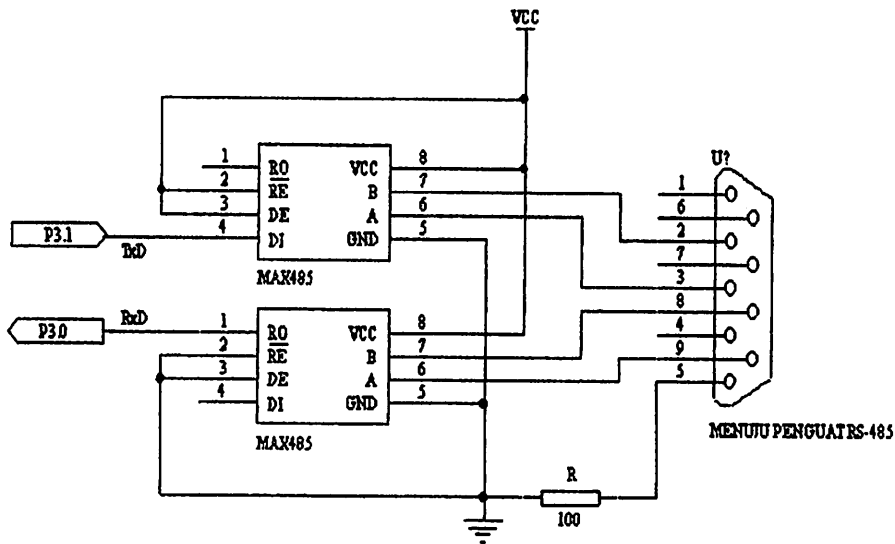 VCC
U?
1 RO VCC 8
2 RE B 7
3 DE A 6
4 DI GND 5
P3.1
TxD
MAX485
P3.0
RxD
1 RO VCC 8
2 RE B 7
3 DE A 6
4 DI GND 5
MAX485
1
6
2
7
3
8
4
9
5
MENUJU PENGUAT RS-485
R
100